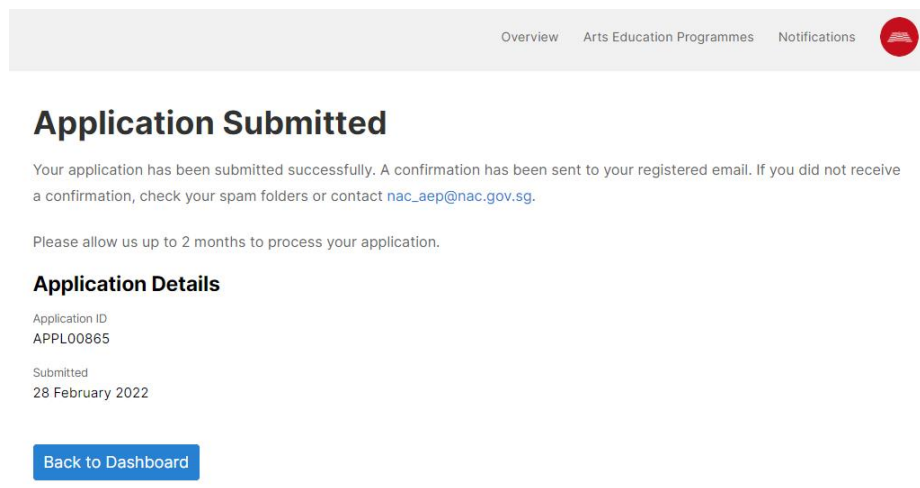 Overview Arts Education Programmes Notifications
Application Submitted
Your application has been submitted successfully. A confirmation has been sent to your registered email. If you did not receive
a confirmation, check your spam folders or contact nac_aep@nac.gov.sg.
Please allow us up to 2 months to process your application.
Application Details
Application ID
APPL00865
Submitted
28 February 2022
Back to Dashboard